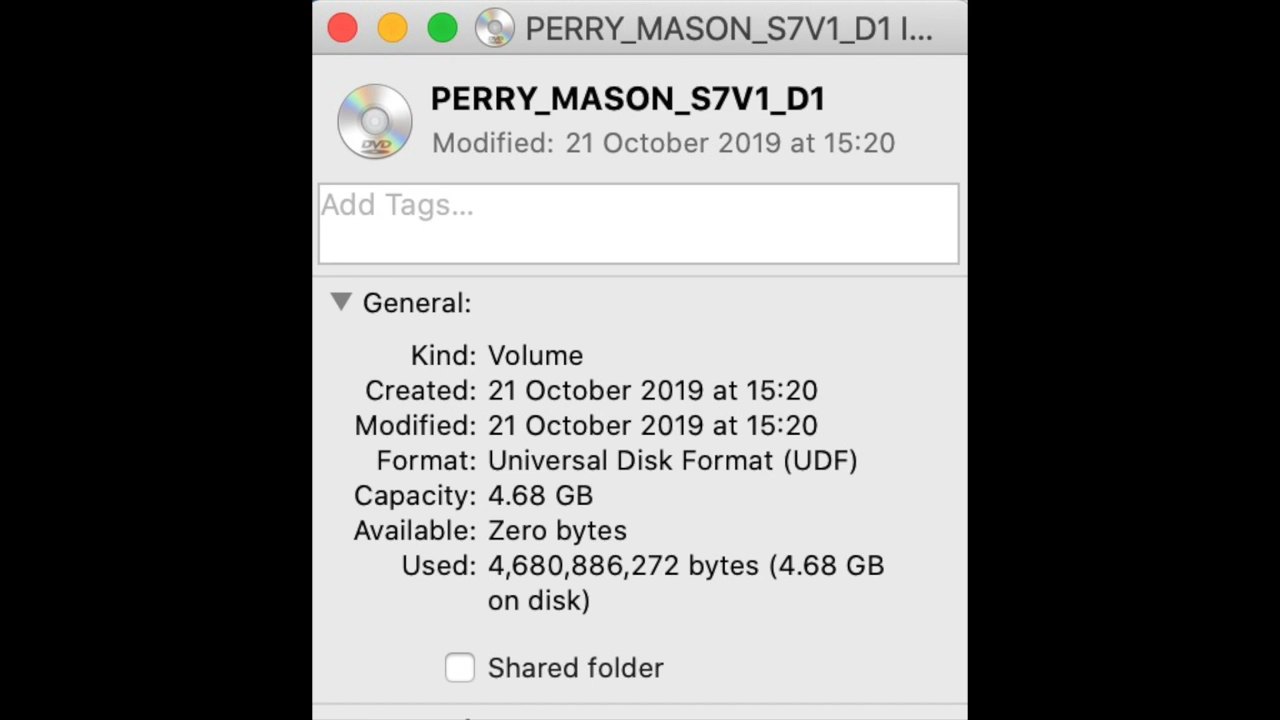 PERRY_MASON_S7V1_D1 I...
PERRY_MASON_S7V1_D1
Modified: 21 October 2019 at 15:20
Add Tags...
General:
Kind: Volume
Created: 21 October 2019 at 15:20
Modified: 21 October 2019 at 15:20
Format: Universal Disk Format (UDF)
Capacity: 4.68 GB
Available: Zero bytes
Used: 4,680,886,272 bytes (4.68 GB
on disk)
Shared folder